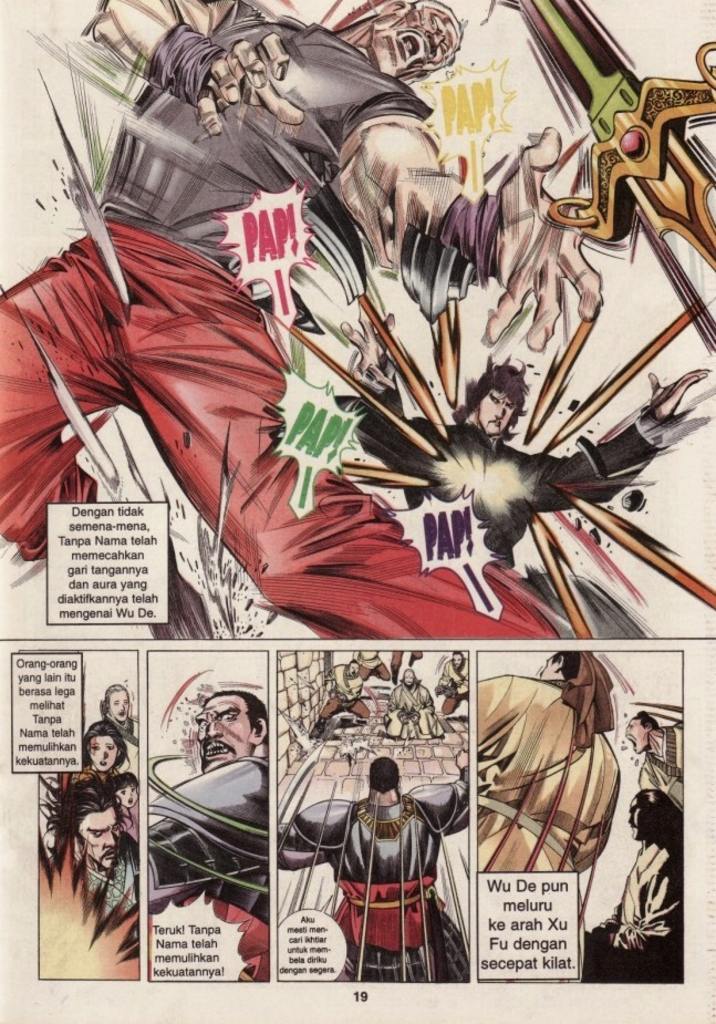 PAP!
PAP!
PAP!
PAP!
Dengan tidak
semena-mena,
Tanpa Nama telah
memecahkan
gari tangannya
dan aura yang
diaktifkannya telah
mengenai Wu De.
Orang-orang
yang lain itu
berasa lega
melihat
Tanpa
Nama telah
memulihkan
kekuatannya.
Teruk! Tanpa
Nama telah
memulihkan
kekuatannya!
Aku
mesti men-
cari ikhtiar
untuk mem-
bela diriku
dengan segera.
Wu De pun
meluru
ke arah Xu
Fu dengan
secepat kilat.
19